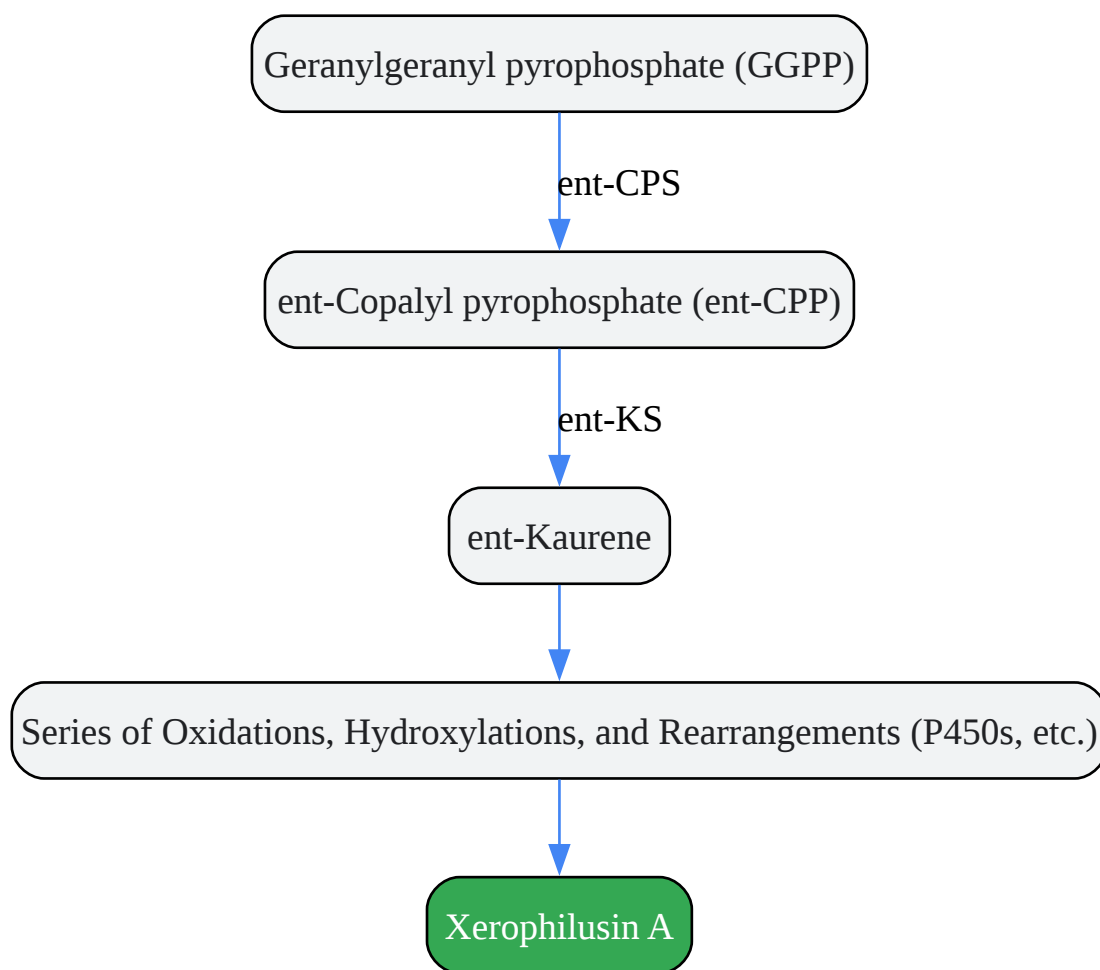 Geranylgeranyl pyrophosphate (GGPP)
ent-CPS
ent-Copalyl pyrophosphate (ent-CPP)
ent-KS
ent-Kaurene
Series of Oxidations, Hydroxylations, and Rearrangements (P450s, etc.)
Xerophilusin A